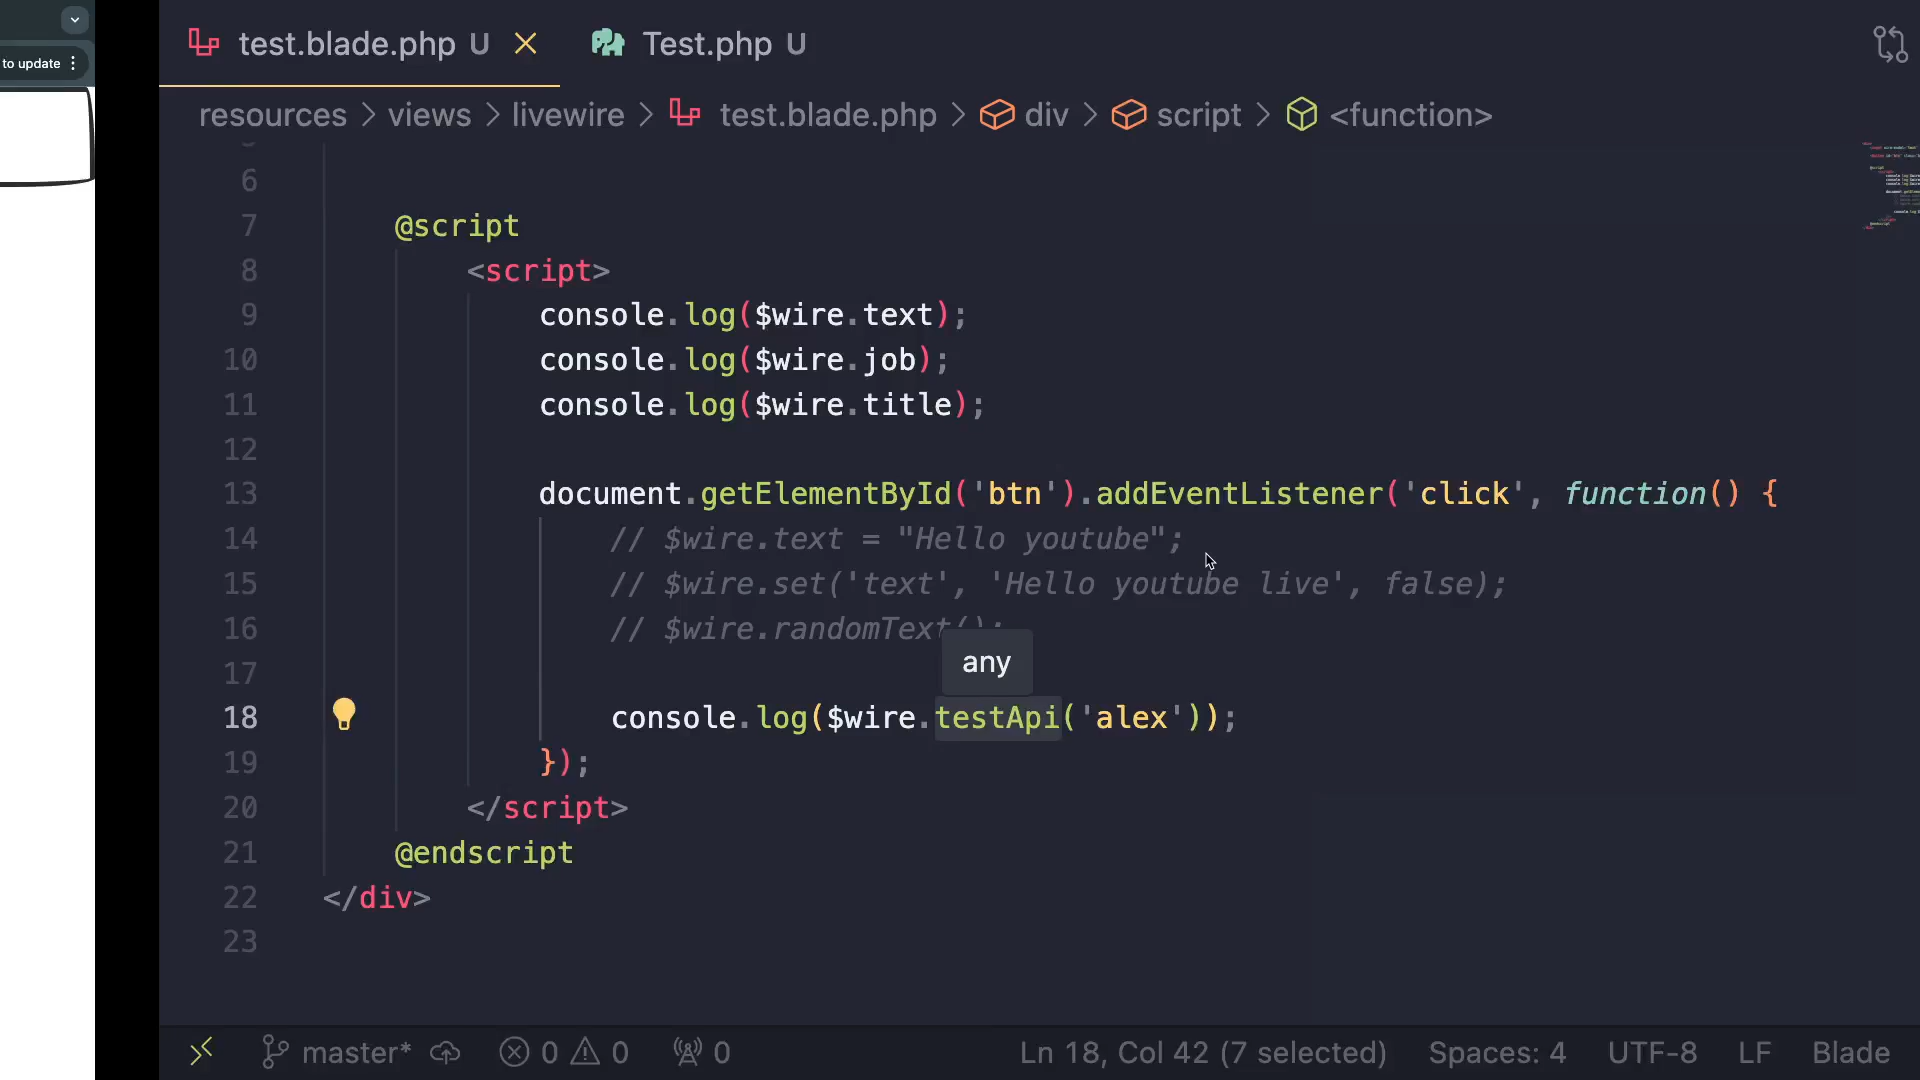 to update
test.blade.php U
Test.php U
resources > views > livewire > test.blade.php > div > script > <function>
6
7 @script
8 <script>
9 console.log($wire.text);
10 console.log($wire.job);
11 console.log($wire.title);
12
13 document.getElementById('btn').addEventListener('click', function() {
14 // $wire.text = "Hello youtube";
15 // $wire.set('text', 'Hello youtube live', false);
16 // $wire.randomText();
any
17
18 console.log($wire.testApi('alex'));
19 });
20 </script>
21 @endscript
22 </div>
23
master* 0 0 0 Ln 18, Col 42 (7 selected) Spaces: 4 UTF-8 LF Blade